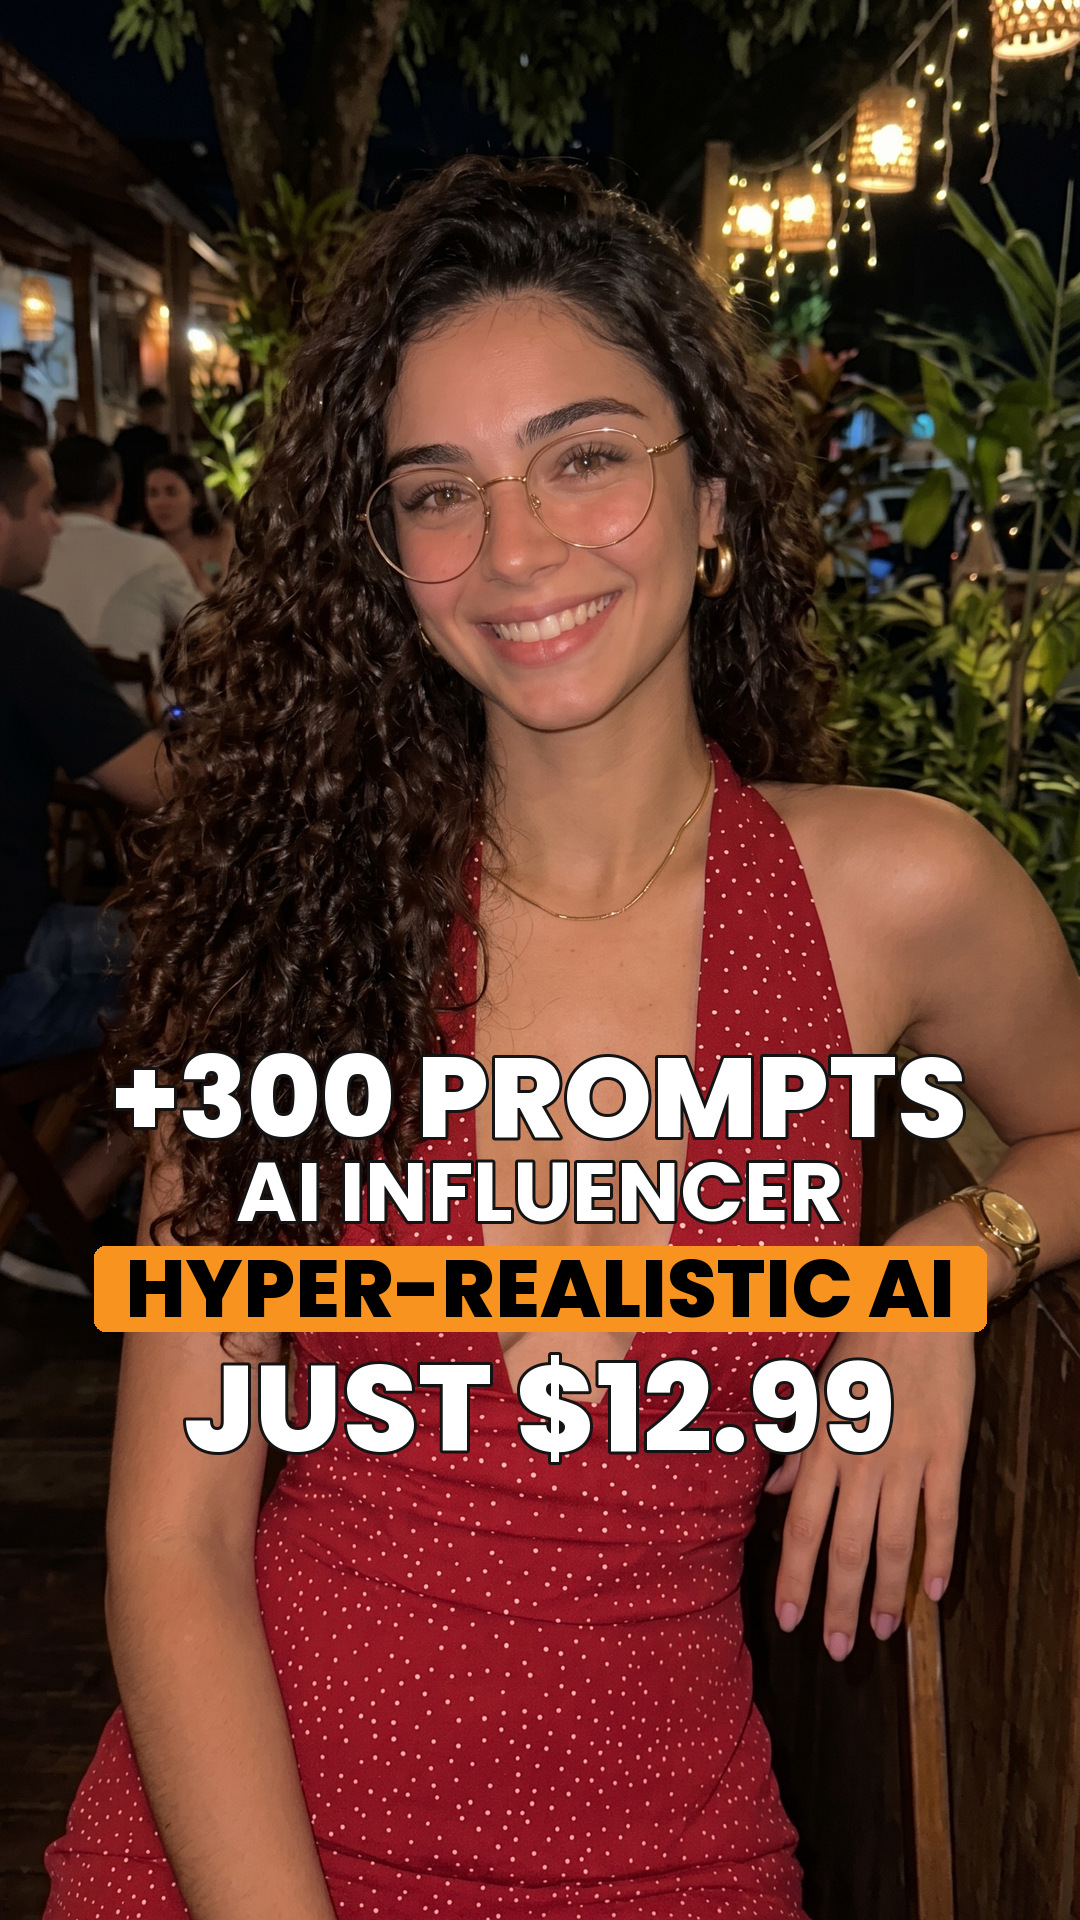 +300 PROMPTS
AI INFLUENCER
HYPER-REALISTIC AI
JUST $12.99